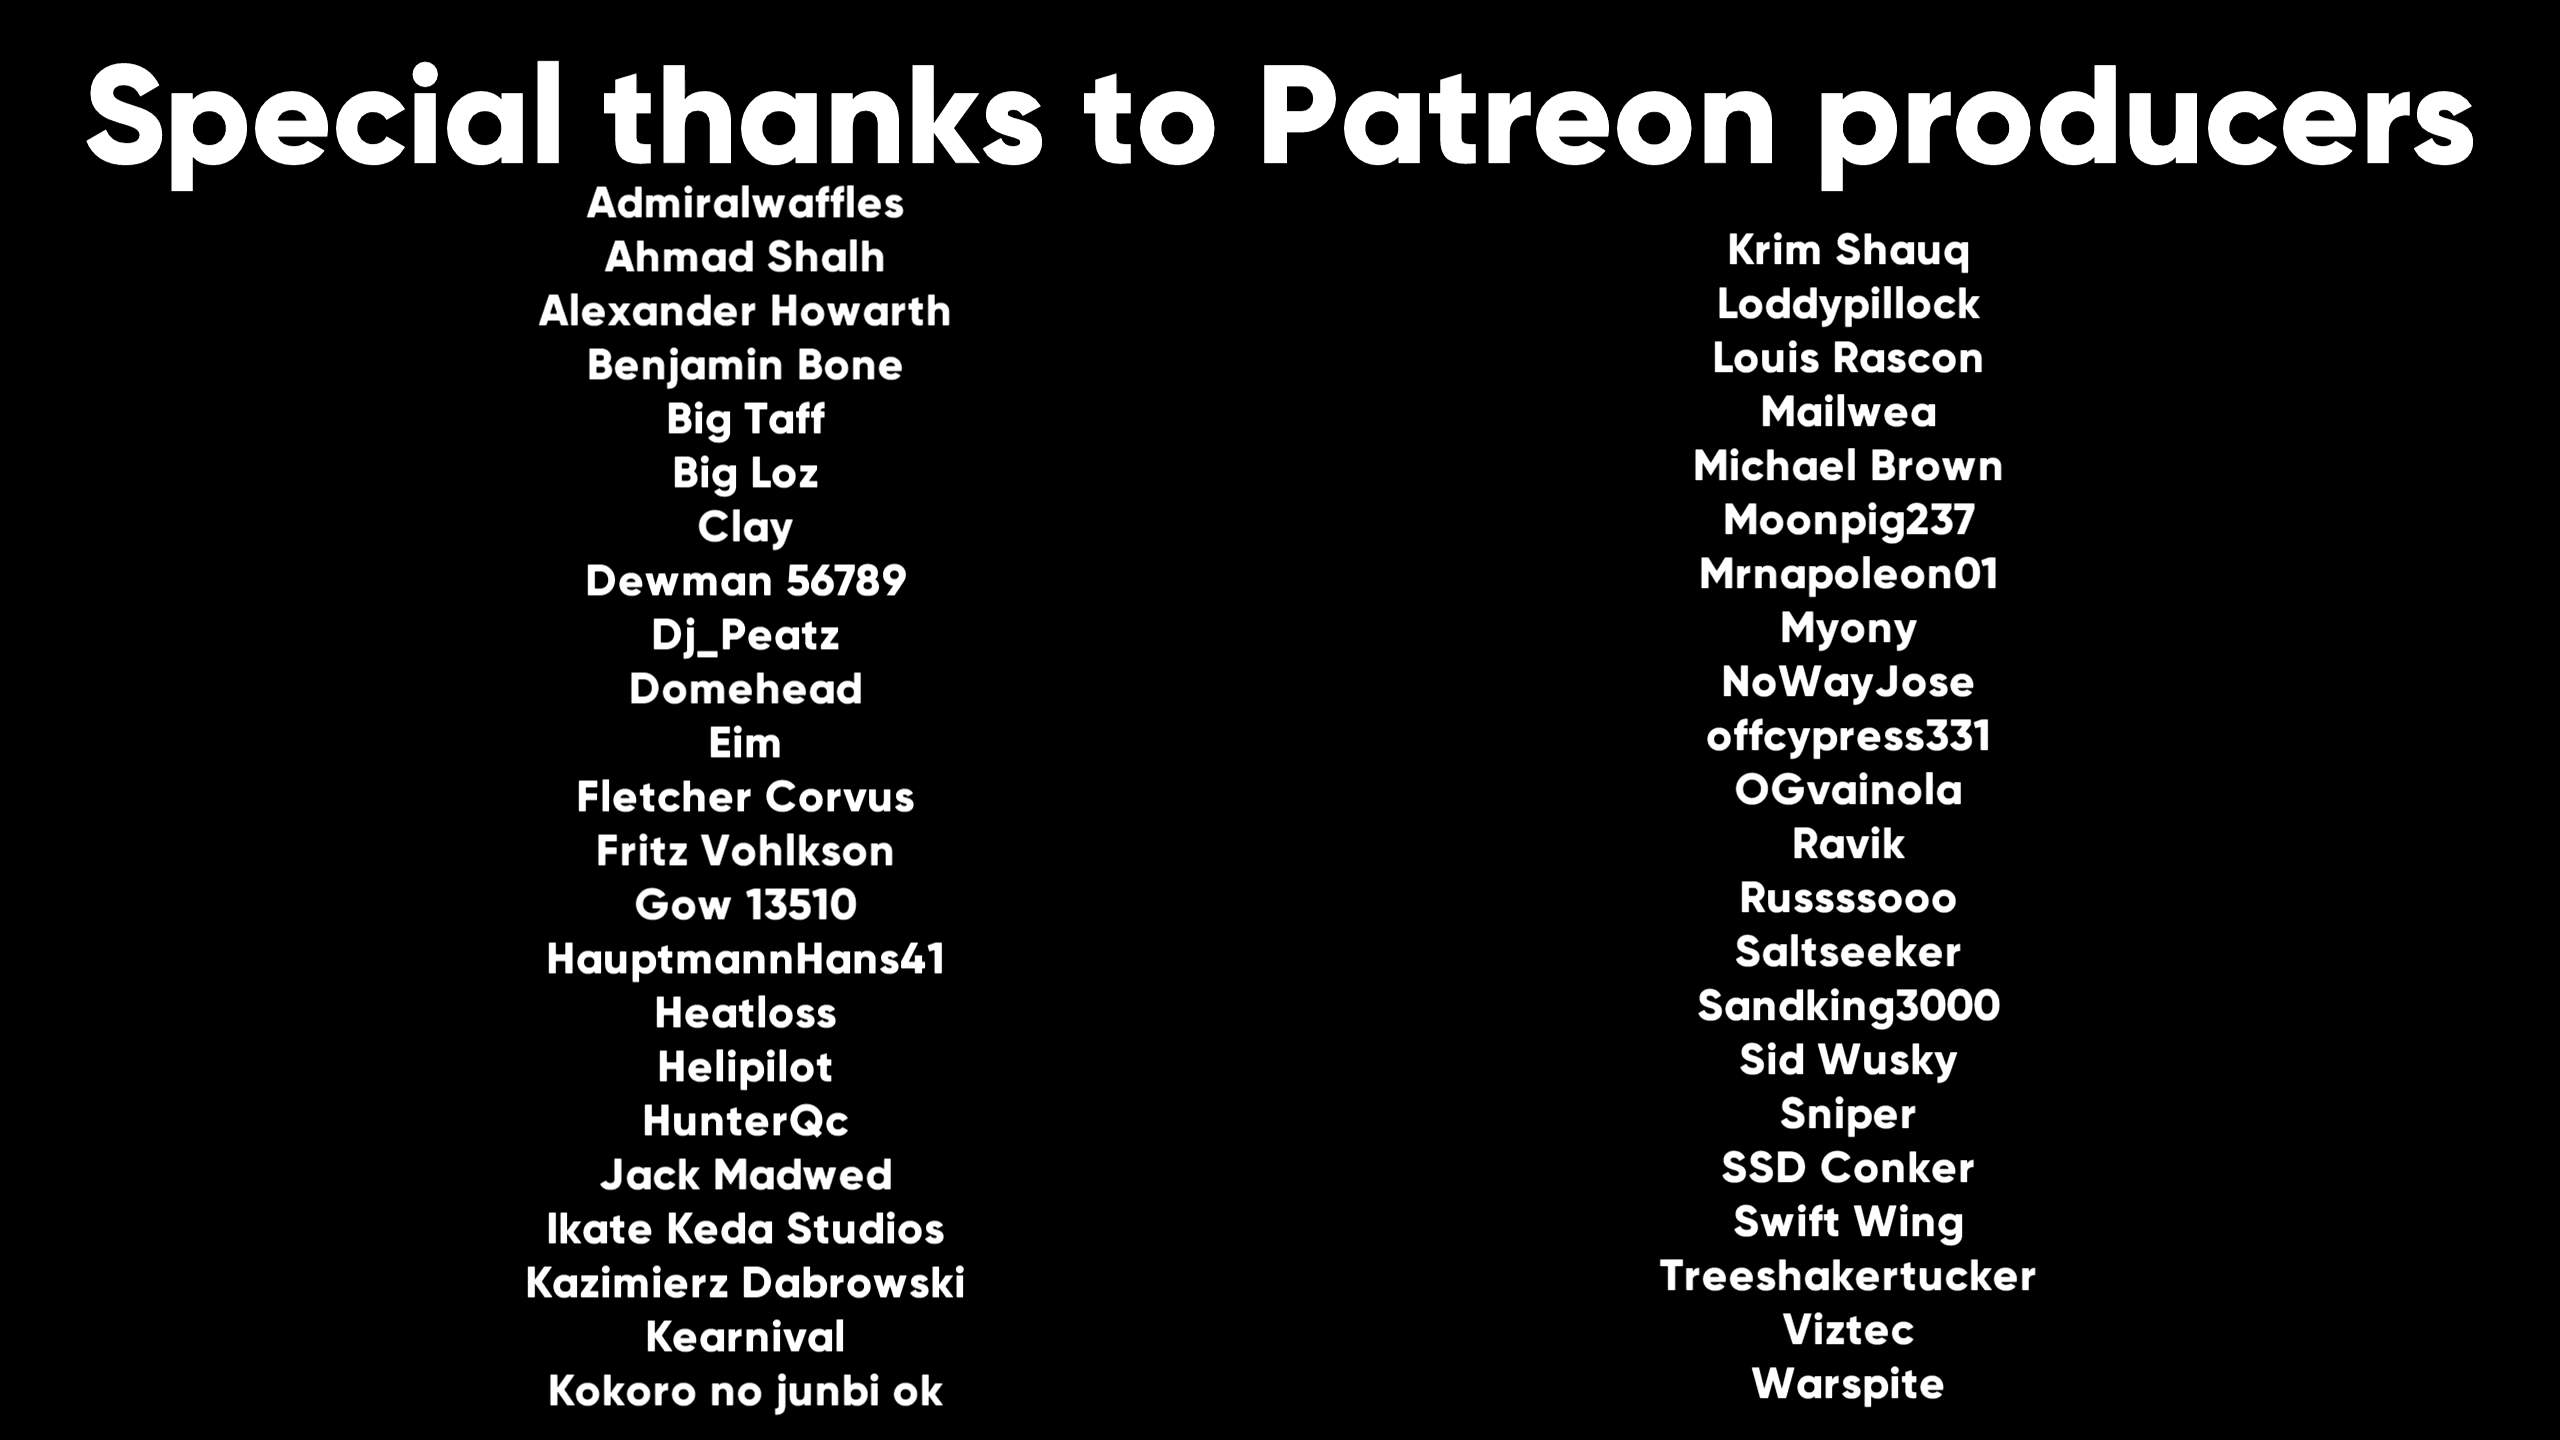 Special thanks to Patreon producers
Admiralwaffles
Ahmad Shalh
Alexander Howarth
Benjamin Bone
Big Taff
Big Loz
Clay
Dewman 56789
Dj_Peatz
Domehead
Eim
Fletcher Corvus
Fritz Vohlkson
Gow 13510
HauptmannHans41
Heatloss
Helipilot
HunterQc
Jack Madwed
Ikate Keda Studios
Kazimierz Dabrowski
Kearnival
Kokoro no junbi ok
Krim Shauq
Loddypillock
Louis Rascon
Mailwea
Michael Brown
Moonpig237
Mrnapoleon01
Myony
NoWayJose
offcypress331
OGvainola
Ravik
Russssooo
Saltseeker
Sandking3000
Sid Wusky
Sniper
SSD Conker
Swift Wing
Treeshakertucker
Viztec
Warspite